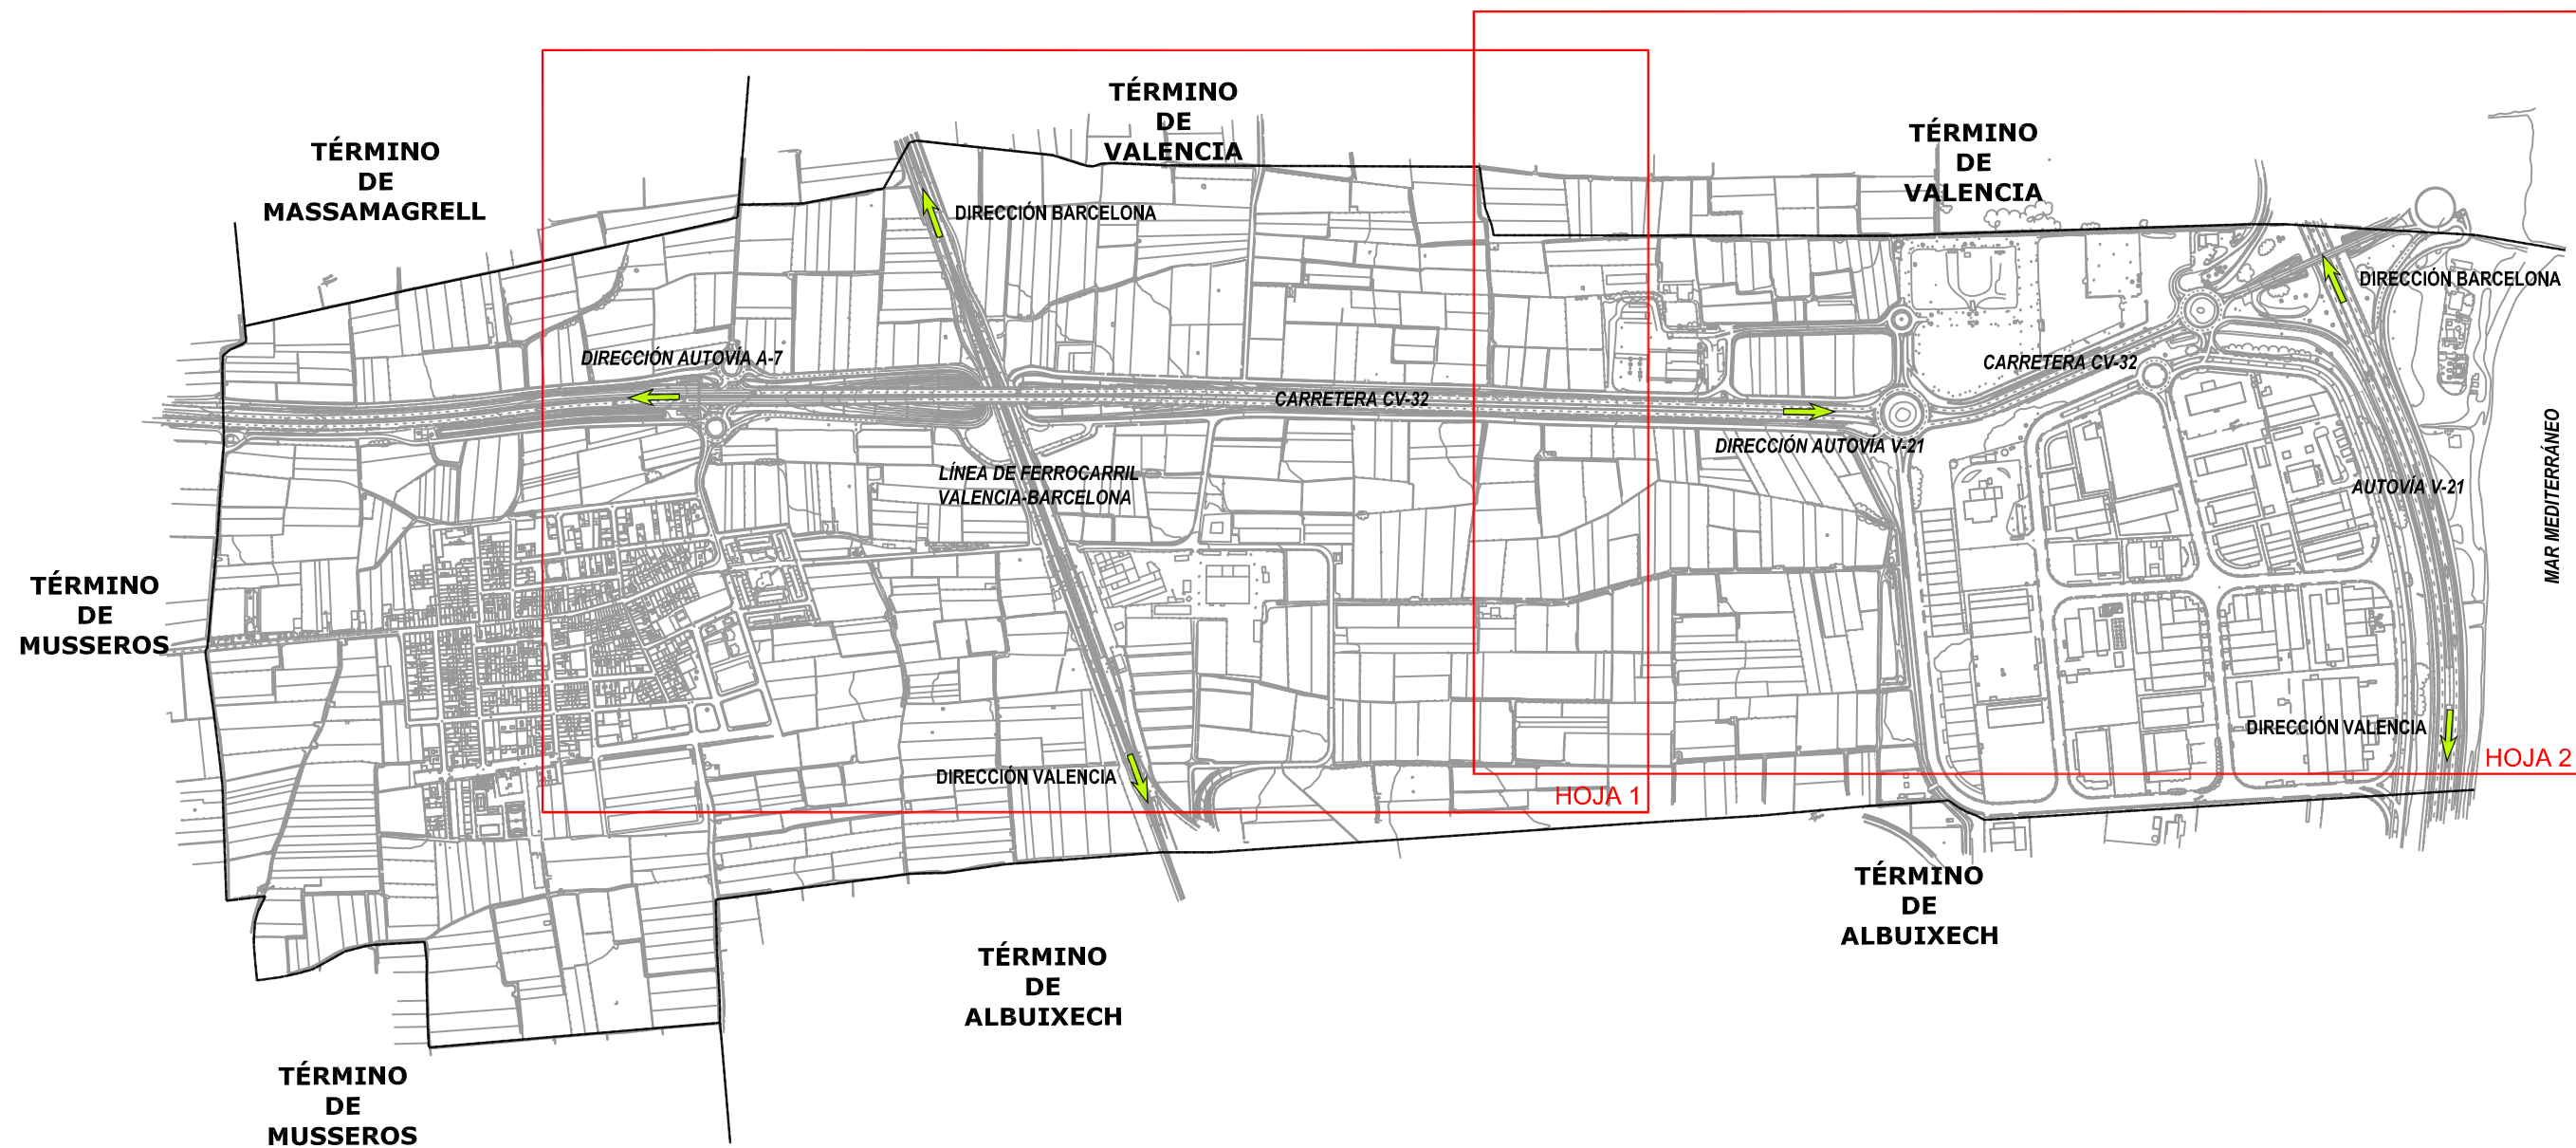 TÉRMINO
DE
VALENCIA
TÉRMINO
DE
VALENCIA
TÉRMINO
DE
MASSAMAGRELL
DIRECCIÓN BARCELONA
DIRECCIÓN BARCELONA
DIRECCIÓN AUTOVÍA A-7
CARRETERA CV-32
CARRETERA CV-32
DIRECCIÓN AUTOVÍA V-21
LÍNEA DE FERROCARRIL
VALENCIA-BARCELONA
AUTOVÍA V-21
MAR MEDITERRÁNEO
TÉRMINO
DE
MUSSEROS
DIRECCIÓN VALENCIA
DIRECCIÓN VALENCIA
HOJA 2
HOJA 1
TÉRMINO
DE
ALBUIXECH
TÉRMINO
DE
ALBUIXECH
TÉRMINO
DE
MUSSEROS